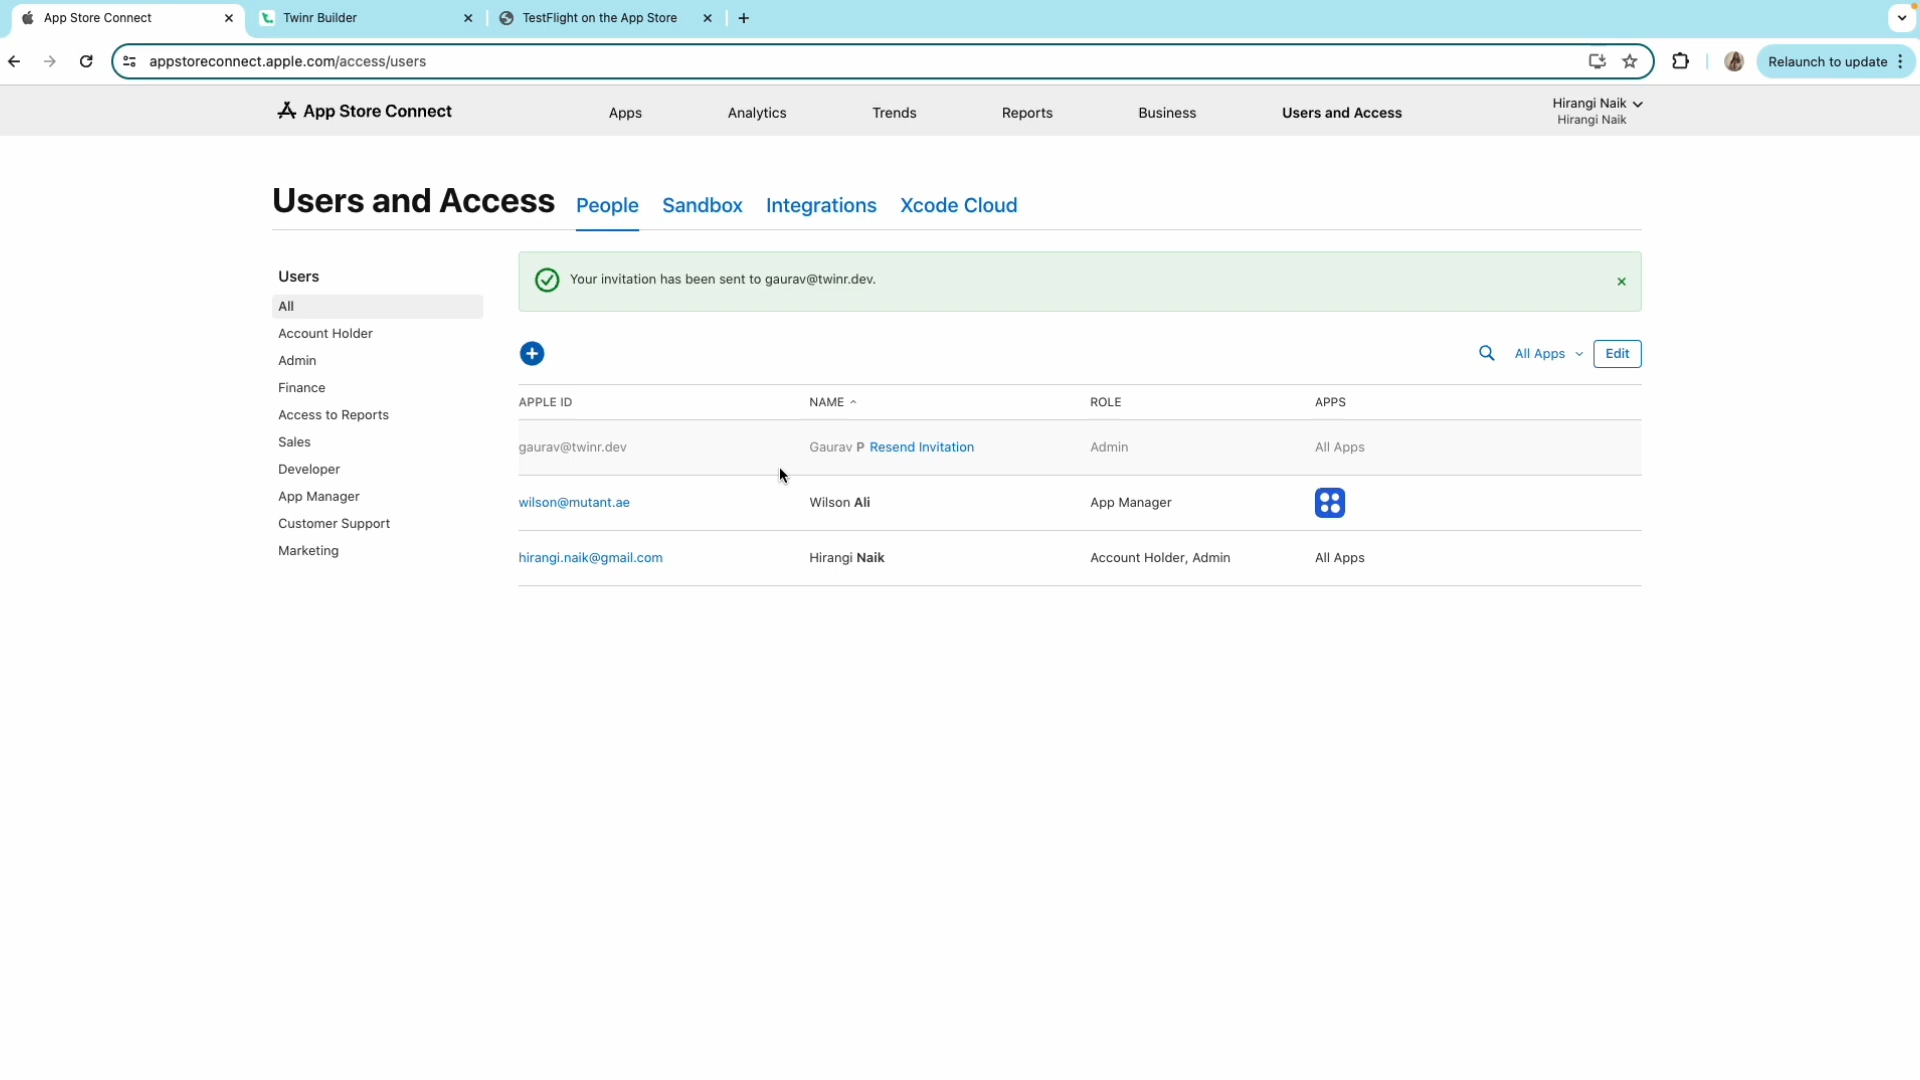 App Store Connect
Twinr Builder
TestFlight on the App Store
appstoreconnect.apple.com/access/users
Relaunch to update
App Store Connect
Apps
Analytics
Trends
Reports
Business
Users and Access
Hirangi Naik
Hirangi Naik
Users and Access
People
Sandbox
Integrations
Xcode Cloud
Users
All
Account Holder
Admin
Finance
Access to Reports
Sales
Developer
App Manager
Customer Support
Marketing
Your invitation has been sent to gaurav@twinr.dev.
All Apps
Edit
APPLE ID NAME ROLE APPS
gaurav@twinr.dev Gaurav P Resend Invitation Admin All Apps
wilson@mutant.ae Wilson Ali App Manager
hirangi.naik@gmail.com Hirangi Naik Account Holder, Admin All Apps